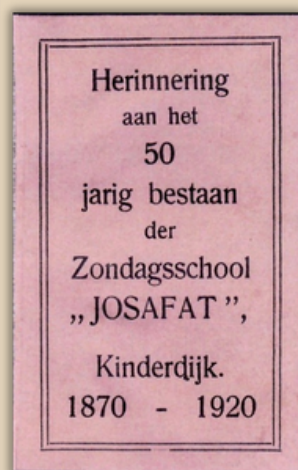 Herinnering
aan het
50
jarig bestaan
der
Zondagsschool
„JOSAFAT”,
Kinderdijk.
1870 - 1920